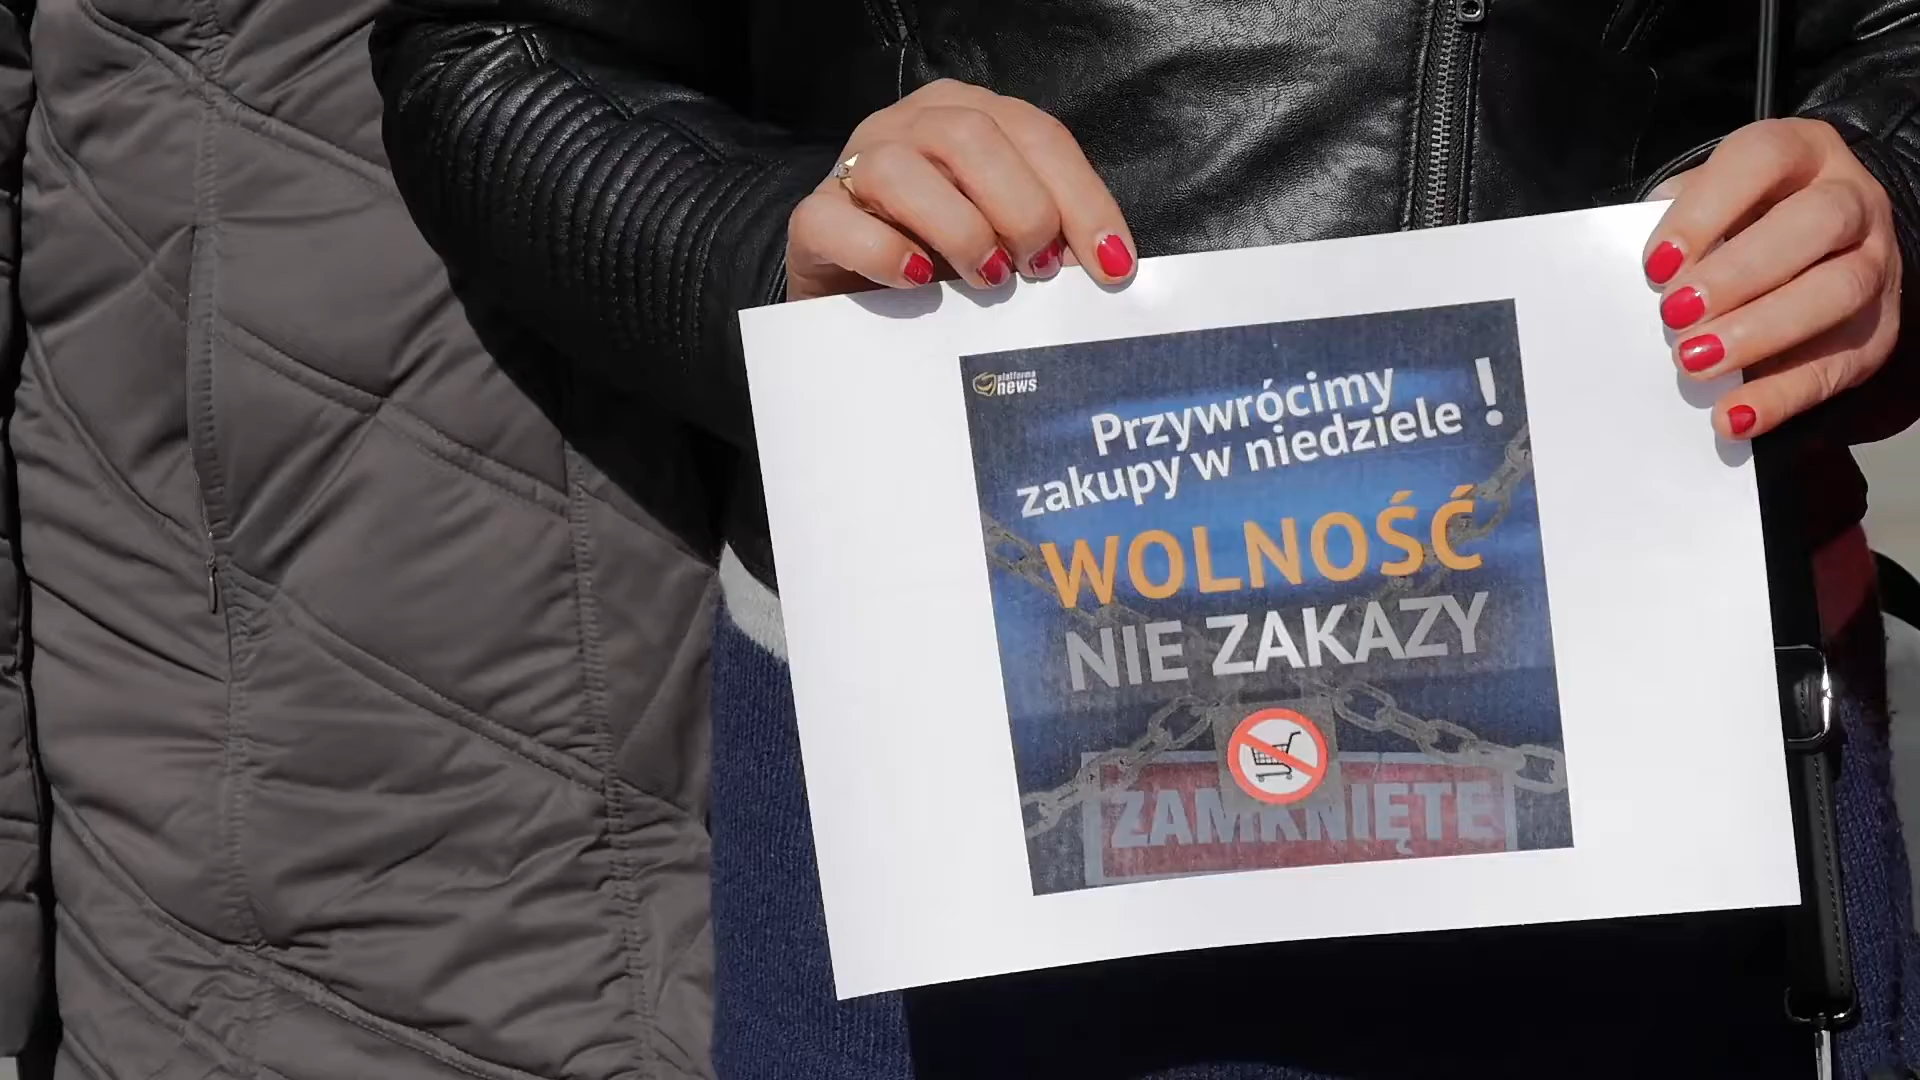 platforma
news
Przywrócimy
zakupy w niedziele !
WOLNOŚĆ
NIE ZAKAZY
ZAMKNIĘTE